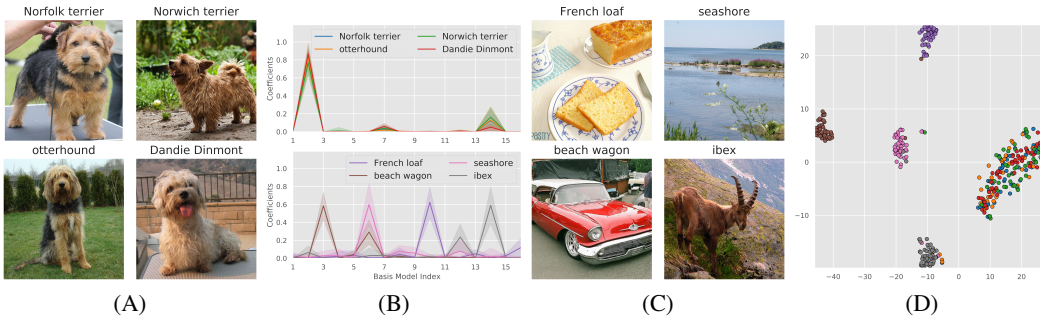 Norfolk terrier
Norwich terrier
otterhound
Dandie Dinmont
(A)
Coefficients
1.0
0.8
0.6
0.4
0.2
0.0
Norfolk terrier
Norwich terrier
otterhound
Dandie Dinmont
1 3 5 7 9 11 13 15
Coefficients
1.0
0.8
0.6
0.4
0.2
0.0
French loaf
seashore
beach wagon
ibex
1 3 5 7 9 11 13 15
Basis Model Index
(B)
French loaf
seashore
PESTRY
beach wagon
ibex
(C)
20
10
0
−10
−40 −30 −20 −10 0 10 20
(D)